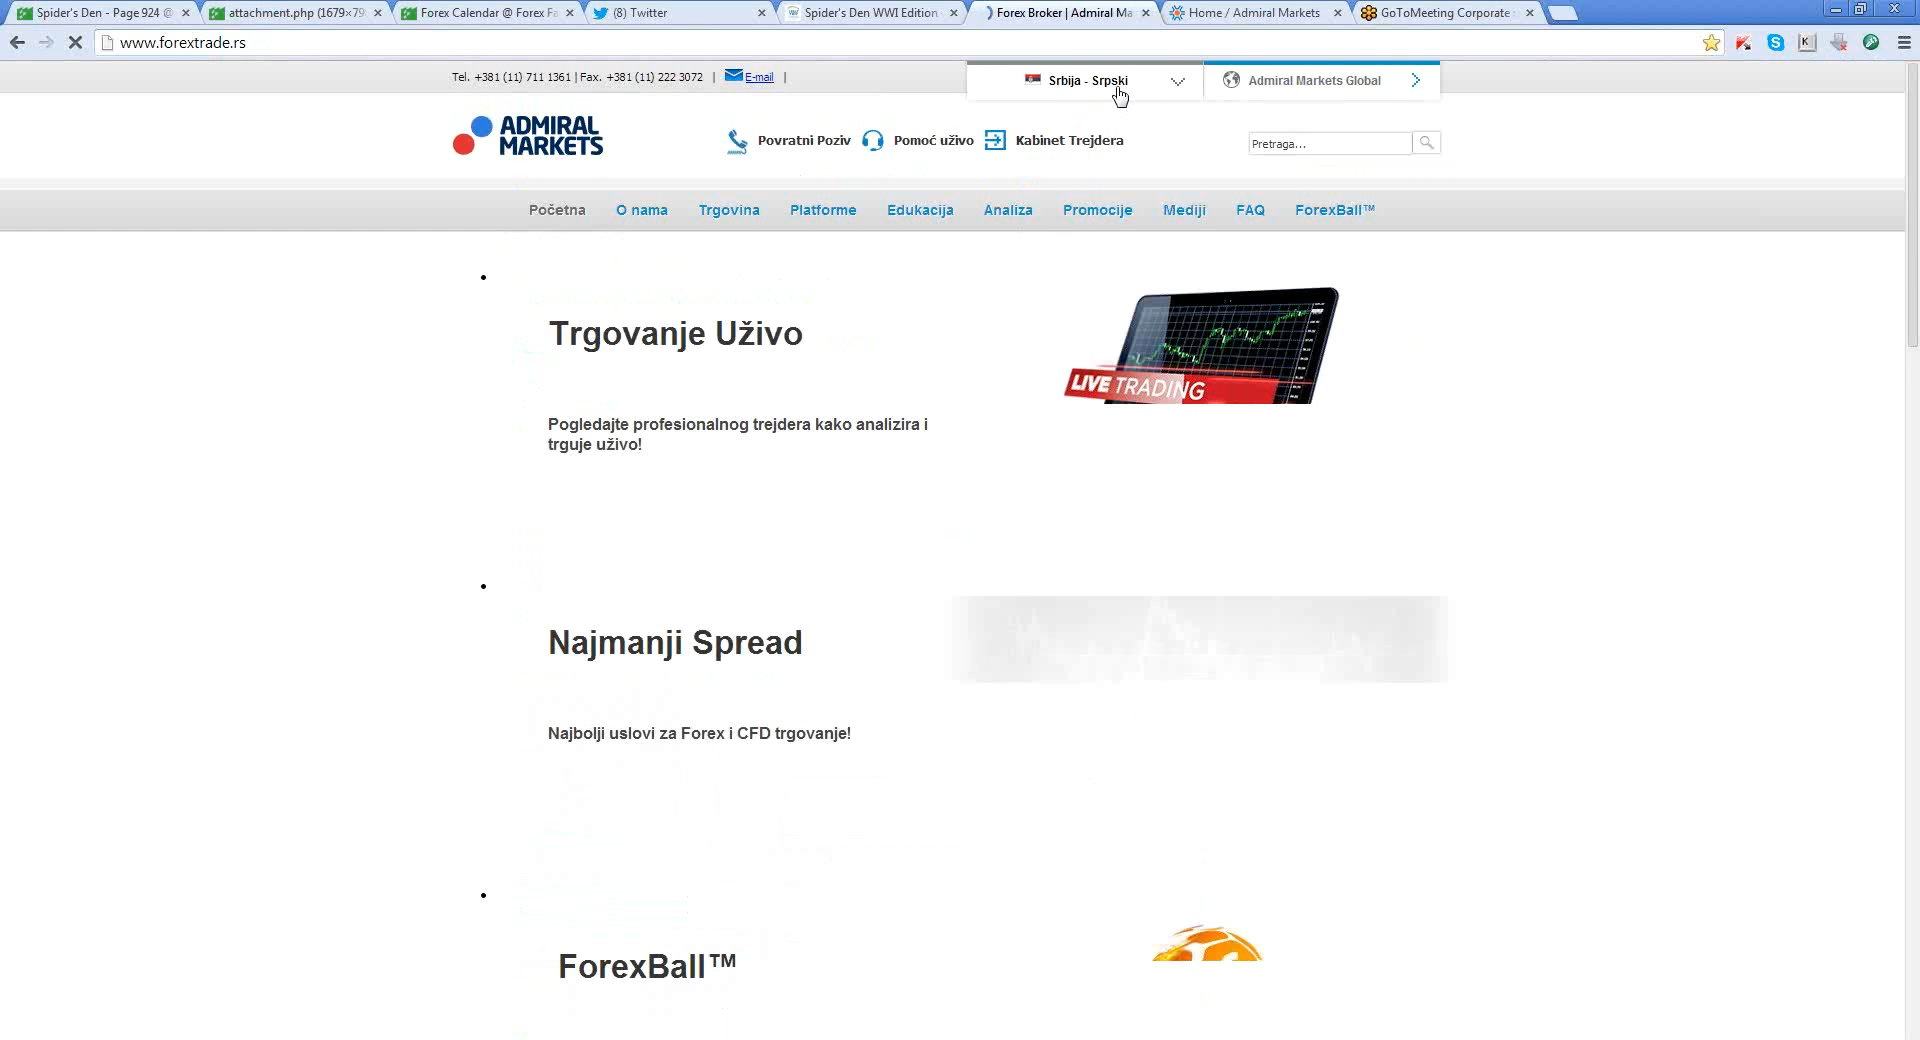 Spider's Den - Page 924 @
attachment.php (1679×79
Forex Calendar @ Forex Fa
(8) Twitter
Spider's Den WWI Edition
Forex Broker | Admiral Ma
Home / Admiral Markets
GoToMeeting Corporate
www.forextrade.rs
Tel. +381 (11) 711 1361 | Fax. +381 (11) 222 3072 | E-mail |
Srbija - Srpski
Admiral Markets Global
ADMIRAL
MARKETS
Povratni Poziv
Pomoć uživo
Kabinet Trejdera
Pretraga...
Početna
O nama
Trgovina
Platforme
Edukacija
Analiza
Promocije
Mediji
FAQ
ForexBall™
Trgovanje Uživo
LIVE TRADING
Pogledajte profesionalnog trejdera kako analizira i
trguje uživo!
Najmanji Spread
Najbolji uslovi za Forex i CFD trgovanje!
ForexBall™